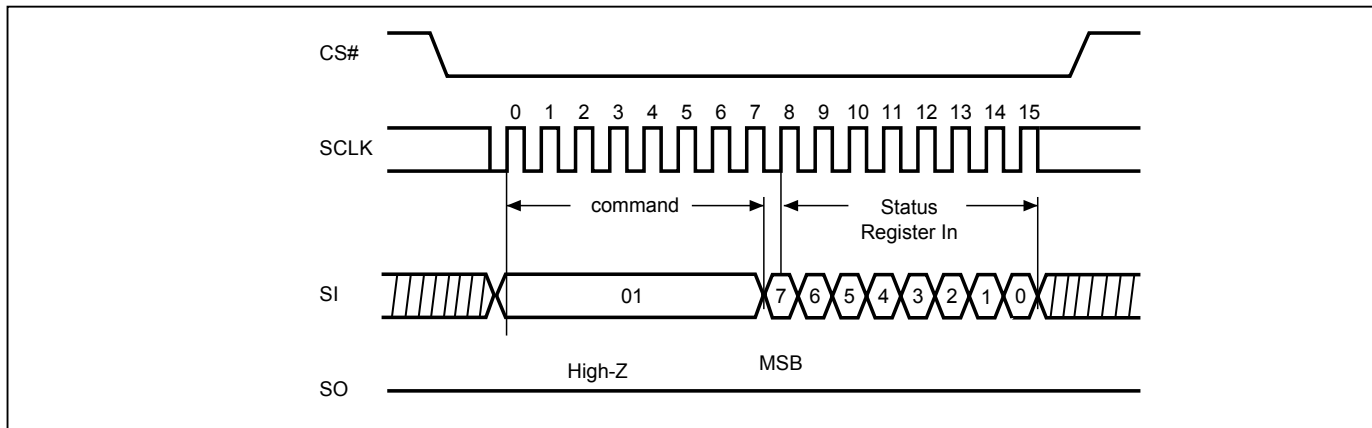 CS#
0 1 2 3 4 5 6 7 8 9 10 11 12 13 14 15
SCLK
command
Status
Register In
SI
01
7 6 5 4 3 2 1 0
MSB
High-Z
SO